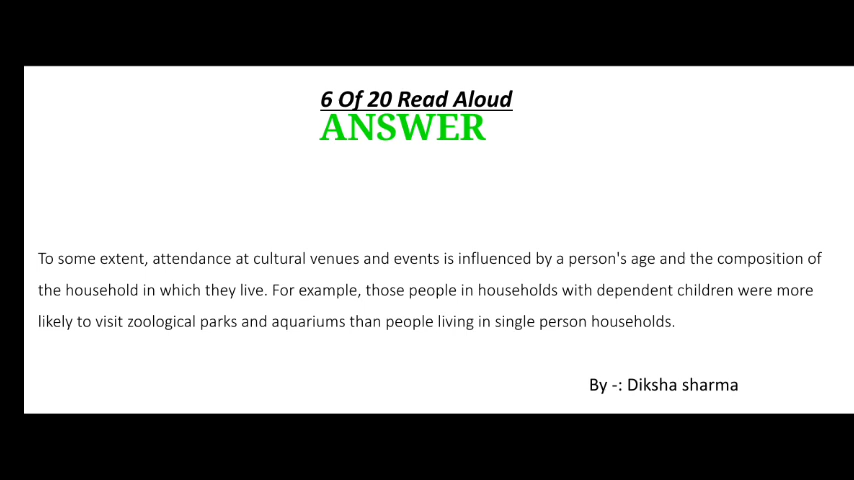 6 Of 20 Read Aloud
ANSWER
To some extent, attendance at cultural venues and events is influenced by a person's age and the composition of
the household in which they live. For example, those people in households with dependent children were more
likely to visit zoological parks and aquariums than people living in single person households.
By -: Diksha sharma